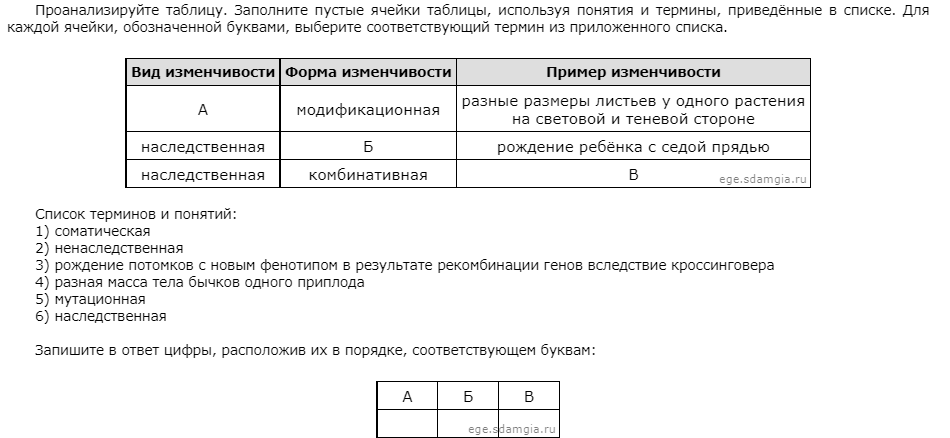 Проанализируйте таблицу. Заполните пустые ячейки таблицы, используя понятия и термины, приведённые в списке. Для
каждой ячейки, обозначенной буквами, выберите соответствующий термин из приложенного списка.
Вид изменчивости Форма изменчивости Пример изменчивости
А модификационная разные размеры листьев у одного растения
на световой и теневой стороне
наследственная Б рождение ребёнка с седой прядью
наследственная комбинативная В
ege.sdamgia.ru
Список терминов и понятий:
1) соматическая
2) ненаследственная
3) рождение потомков с новым фенотипом в результате рекомбинации генов вследствие кроссинговера
4) разная масса тела бычков одного приплода
5) мутационная
6) наследственная
Запишите в ответ цифры, расположив их в порядке, соответствующем буквам:
А Б В
ege.sdamgia.ru